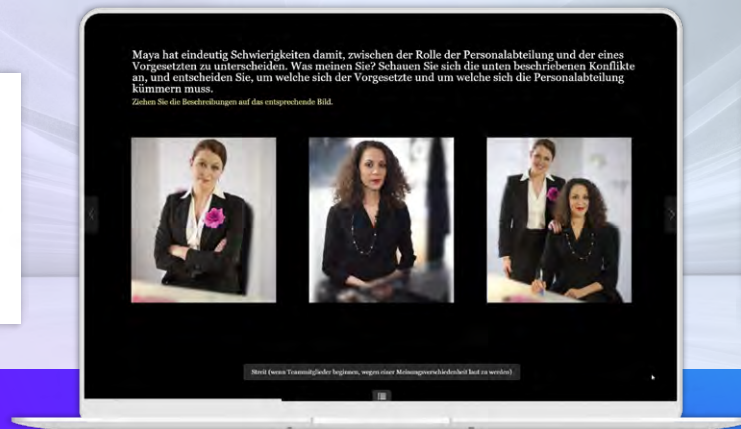 Maya hat eindeutig Schwierigkeiten damit, zwischen der Rolle der Personalabteilung und der eines
Vorgesetzten zu unterscheiden. Was meinen Sie? Schauen Sie sich die unten beschriebenen Konflikte
an, und entscheiden Sie, um welche sich der Vorgesetzte und um welche sich die Personalabteilung
kümmern muss.
Ziehen Sie die Beschreibungen auf das entsprechende Bild.
Streit (wenn Teammitglieder beginnen, wegen einer Meinungsverschiedenheit laut zu werden)